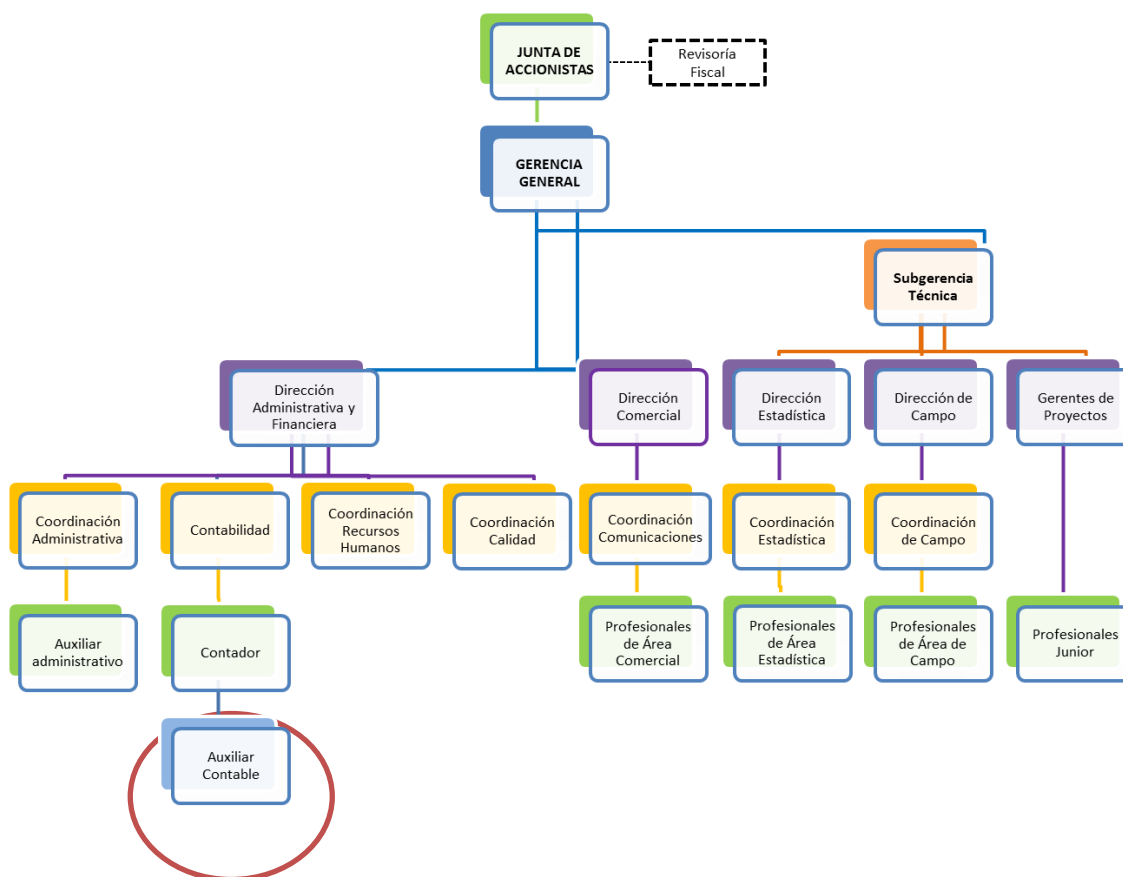 JUNTA DE
ACCIONISTAS
Revisoría
Fiscal
GERENCIA
GENERAL
Subgerencia
Técnica
Dirección
Administrativa y
Financiera
Dirección
Comercial
Dirección
Estadística
Dirección de
Campo
Gerentes de
Proyectos
Coordinación
Administrativa
Contabilidad
Coordinación
Recursos
Humanos
Coordinación
Calidad
Coordinación
Comunicaciones
Coordinación
Estadística
Coordinación
de Campo
Auxiliar
administrativo
Contador
Profesionales
de Área
Comercial
Profesionales
de Área
Estadística
Profesionales
de Área de
Campo
Profesionales
Junior
Auxiliar
Contable